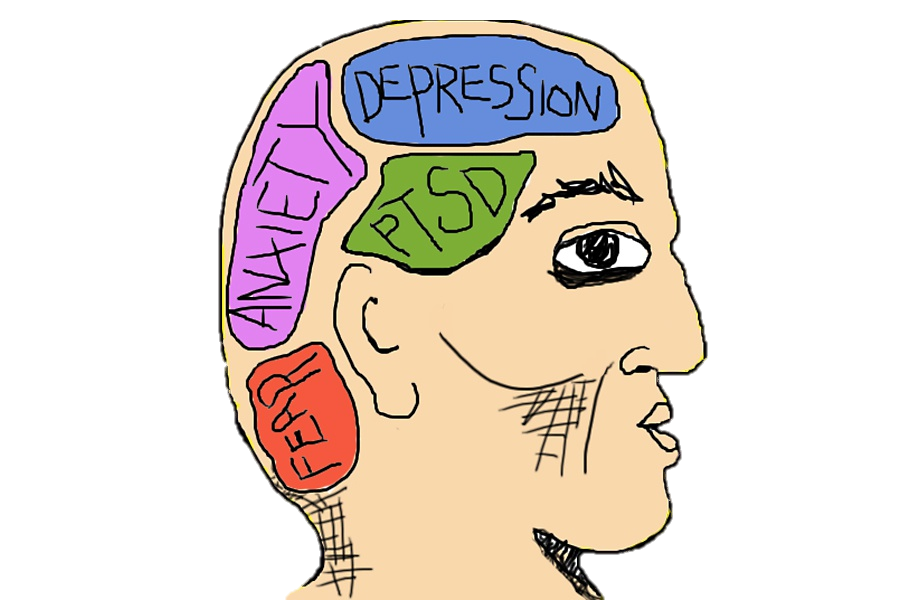 DEPRESSION
ANXIETY
PTSD
FEAR